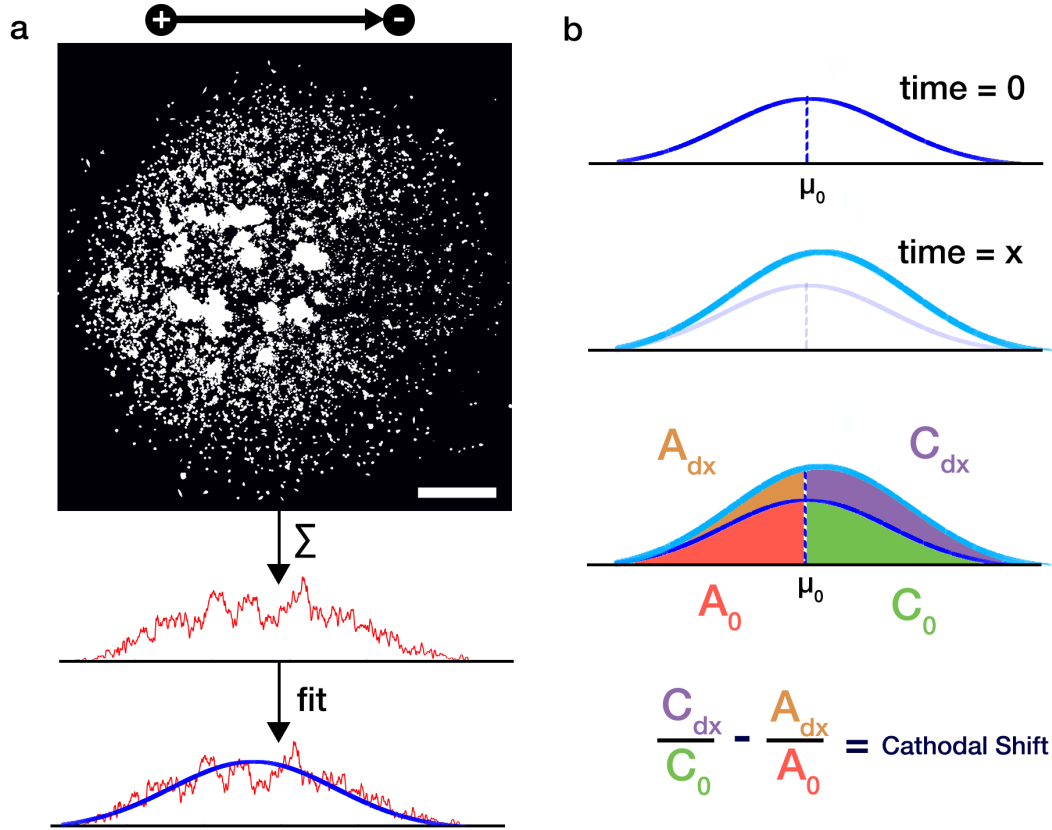 a
+ -
∑
fit
b
time = 0
μ0
time = x
Adx
Cdx
μ0
A0
C0
Cdx/C0 - Adx/A0 = Cathodal Shift